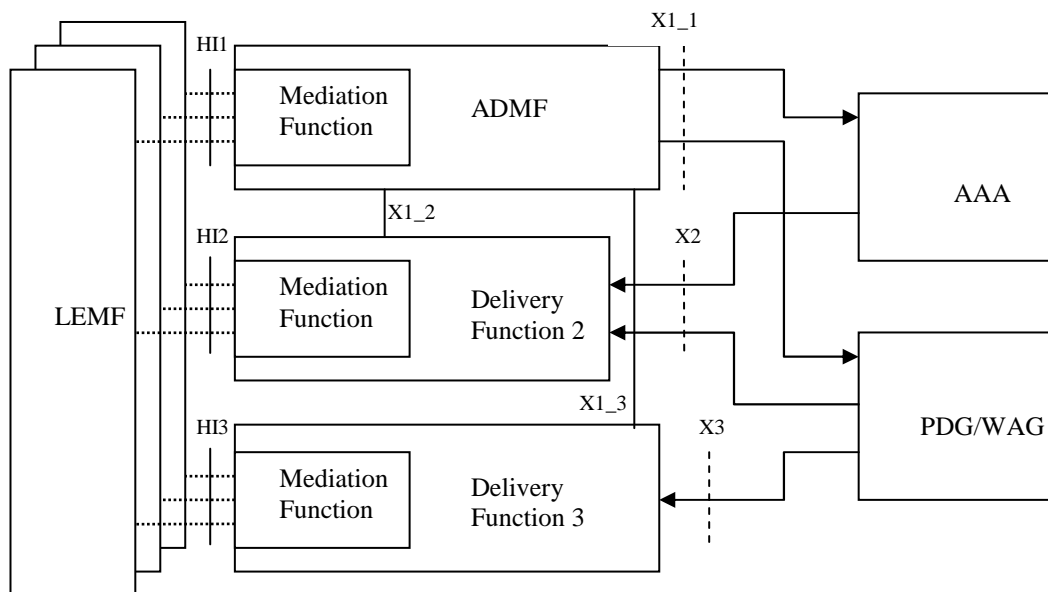 X1_1
HI1
Mediation
Function
ADMF
AAA
X1_2
HI2
X2
Mediation
Function
Delivery
Function 2
LEMF
X1_3
HI3
X3
PDG/WAG
Mediation
Function
Delivery
Function 3